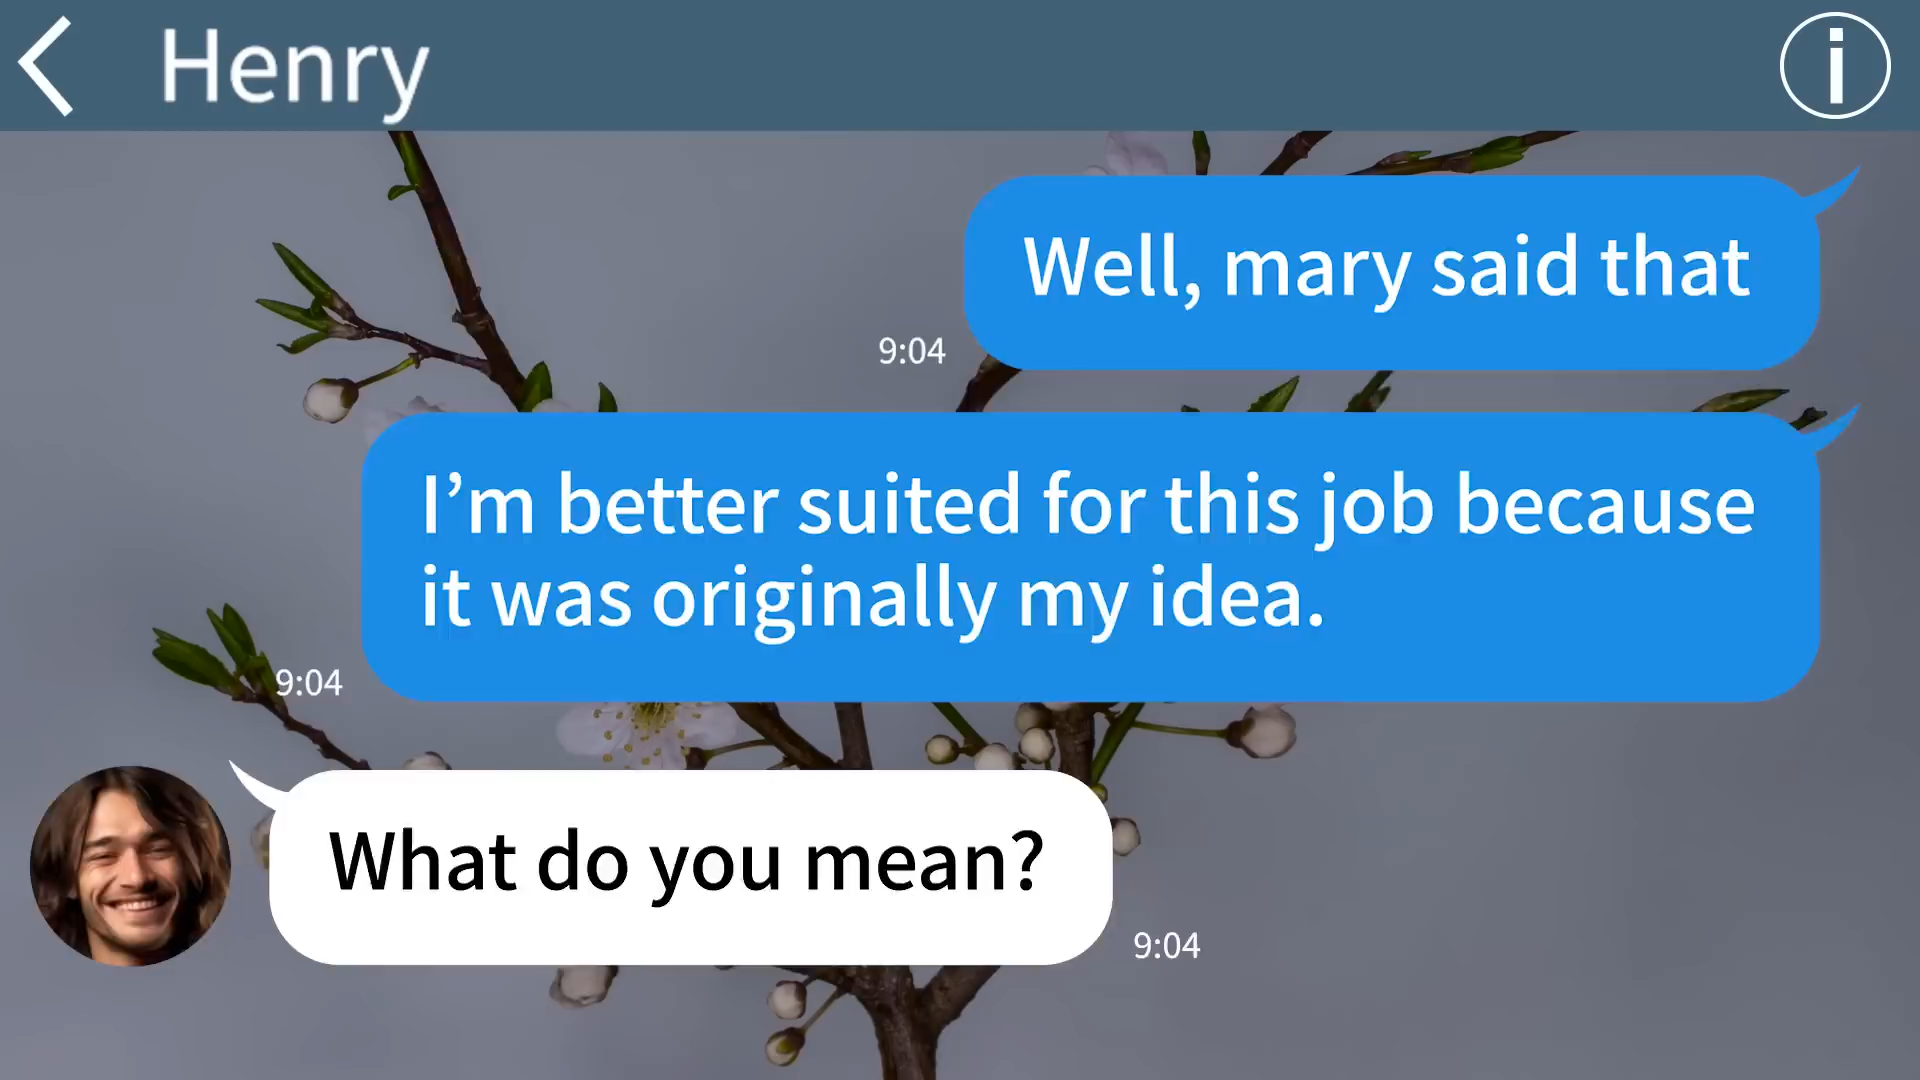 Henry
Well, mary said that
9:04
I’m better suited for this job because
it was originally my idea.
9:04
What do you mean?
9:04